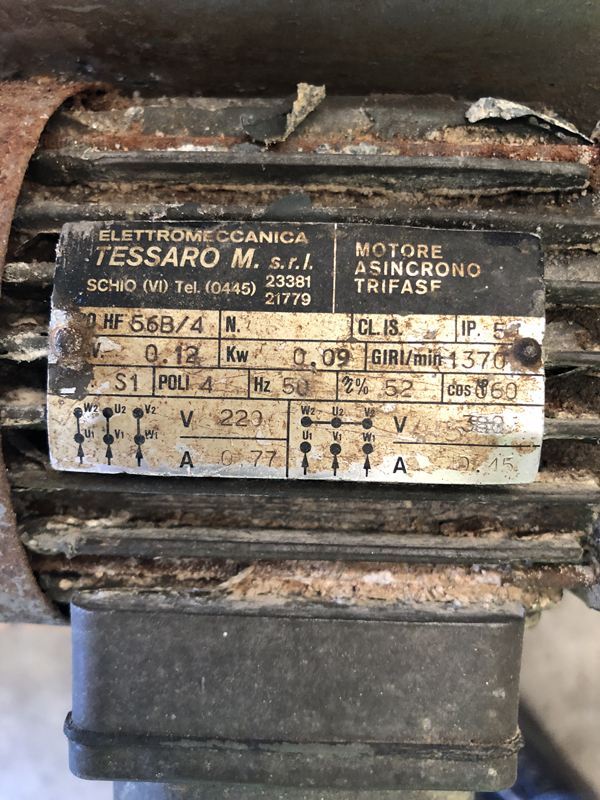 ELETTROMECCANICA
TESSARO M. s.r.l.
SCHIO (VI) Tel. (0445) 23381
21779
MOTORE
ASINCRONO
TRIFASE
HF 56B/4 N. CL.IS. IP.
0.12 Kw 0,09 GIRI/min 1370
S1 POLI 4 Hz 50 η% 52 cos φ 60
W2 U2 V2 V 220 W2 U2 V2 V
U1 V1 W1 A 0.77 U1 V1 W1 A 0.45